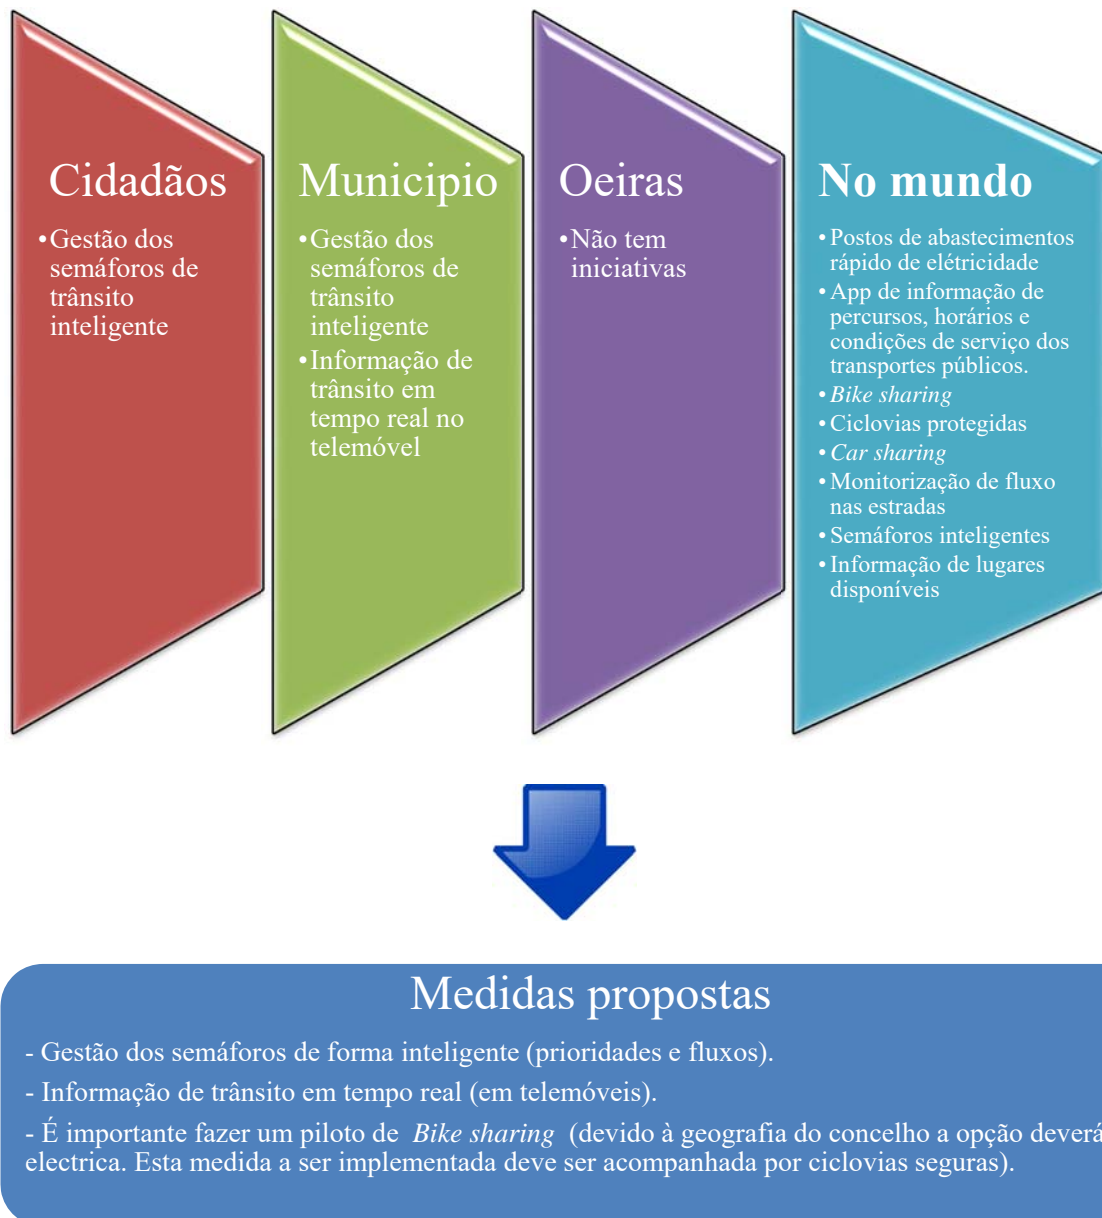 Cidadãos
•Gestão dos
semáforos de
trânsito
inteligente
Municipio
•Gestão dos
semáforos de
trânsito
inteligente
•Informação de
trânsito em
tempo real no
telemóvel
Oeiras
•Não tem
iniciativas
No mundo
•Postos de abastecimentos
rápido de elétricidade
•App de informação de
percursos, horários e
condições de serviço dos
transportes públicos.
•Bike sharing
•Ciclovias protegidas
•Car sharing
•Monitorização de fluxo
nas estradas
•Semáforos inteligentes
•Informação de lugares
disponíveis
Medidas propostas
- Gestão dos semáforos de forma inteligente (prioridades e fluxos).
- Informação de trânsito em tempo real (em telemóveis).
- É importante fazer um piloto de Bike sharing (devido à geografia do concelho a opção deverá
electrica. Esta medida a ser implementada deve ser acompanhada por ciclovias seguras).